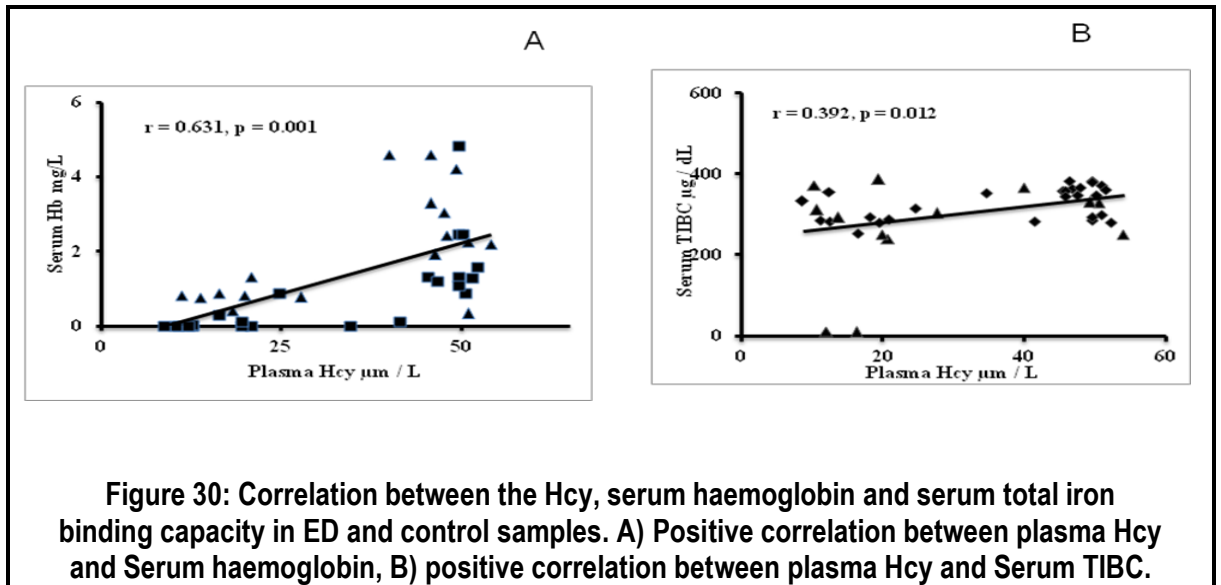 A
B
6
4
2
0
r = 0.631, p = 0.001
Serum Hb mg/L
0
25
50
Plasma Hcy µm / L
600
400
200
0
r = 0.392, p = 0.012
Serum TIBC µg / dL
0
20
40
60
Plasma Hcy µm / L
Figure 30: Correlation between the Hcy, serum haemoglobin and serum total iron
binding capacity in ED and control samples. A) Positive correlation between plasma Hcy
and Serum haemoglobin, B) positive correlation between plasma Hcy and Serum TIBC.